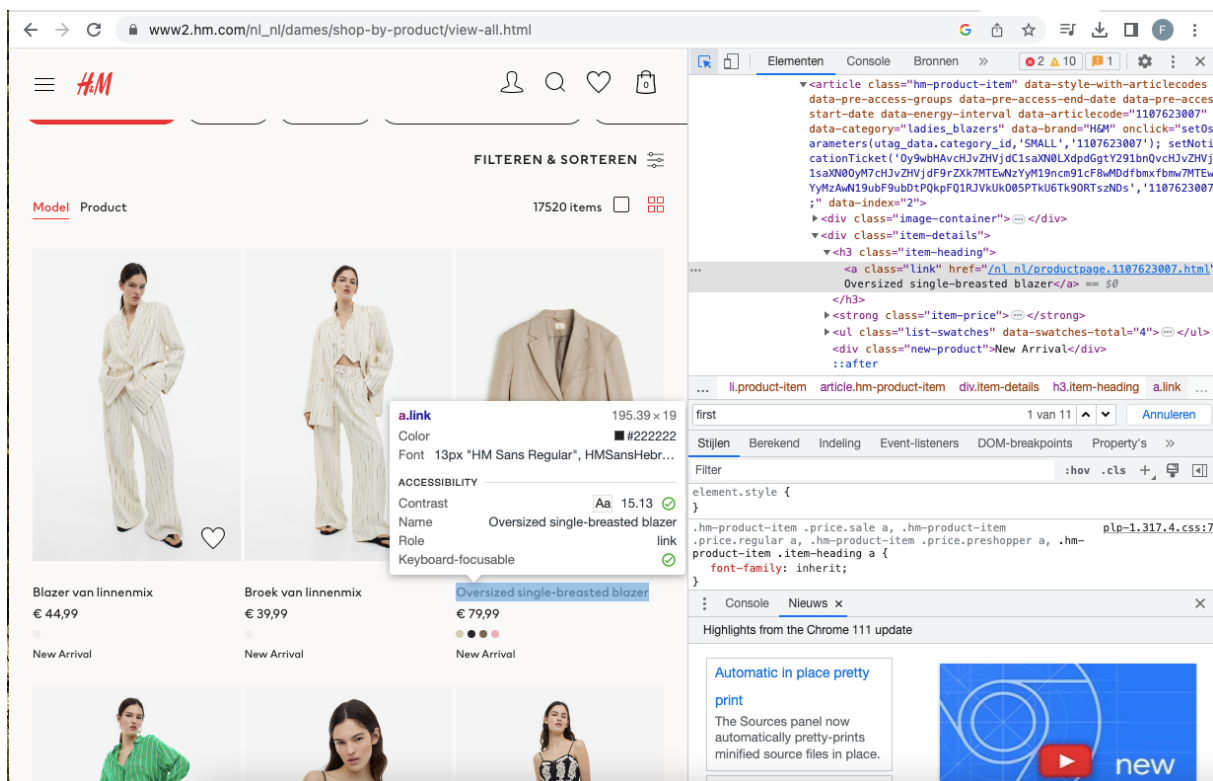 www2.hm.com/nl_nl/dames/shop-by-product/view-all.html
F
H&M
0
FILTEREN & SORTEREN
Model Product
17520 items
a.link 195.39 × 19
Color #222222
Font 13px "HM Sans Regular", HMSansHebr...
ACCESSIBILITY
Contrast Aa 15.13
Name Oversized single-breasted blazer
Role link
Keyboard-focusable
Blazer van linnenmix
€ 44,99
New Arrival
Broek van linnenmix
€ 39,99
New Arrival
Oversized single-breasted blazer
€ 79,99
New Arrival
Elementen Console Bronnen » 2 10 1
<article class="hm-product-item" data-style-with-articlecodes
data-pre-access-groups data-pre-access-end-date data-pre-acces
start-date data-energy-interval data-articlecode="1107623007"
data-category="ladies_blazers" data-brand="H&M" onclick="setOs
arameters(utag_data.category_id,'SMALL','1107623007'); setNoti
;" data-index="2">
<div class="image-container"> … </div>
<div class="item-details">
<h3 class="item-heading">
<a class="link" href="/nl_nl/productpage.1107623007.html"
Oversized single-breasted blazer</a> == $0
</h3>
<strong class="item-price"> … </strong>
<ul class="list-swatches" data-swatches-total="4"> … </ul>
<div class="new-product">New Arrival</div>
::after
... li.product-item article.hm-product-item div.item-details h3.item-heading a.link ...
first 1 van 11 Annuleren
Stijlen Berekend Indeling Event-listeners DOM-breakpoints Property's »
Filter :hov .cls +
element.style {
}
.hm-product-item .price.sale a, .hm-product-item plp-1.317.4.css:7
.price.regular a, .hm-product-item .price.preshopper a, .hm-
product-item .item-heading a {
font-family: inherit;
}
Console Nieuws ×
Highlights from the Chrome 111 update
Automatic in place pretty
print
The Sources panel now
automatically pretty-prints
minified source files in place.
new